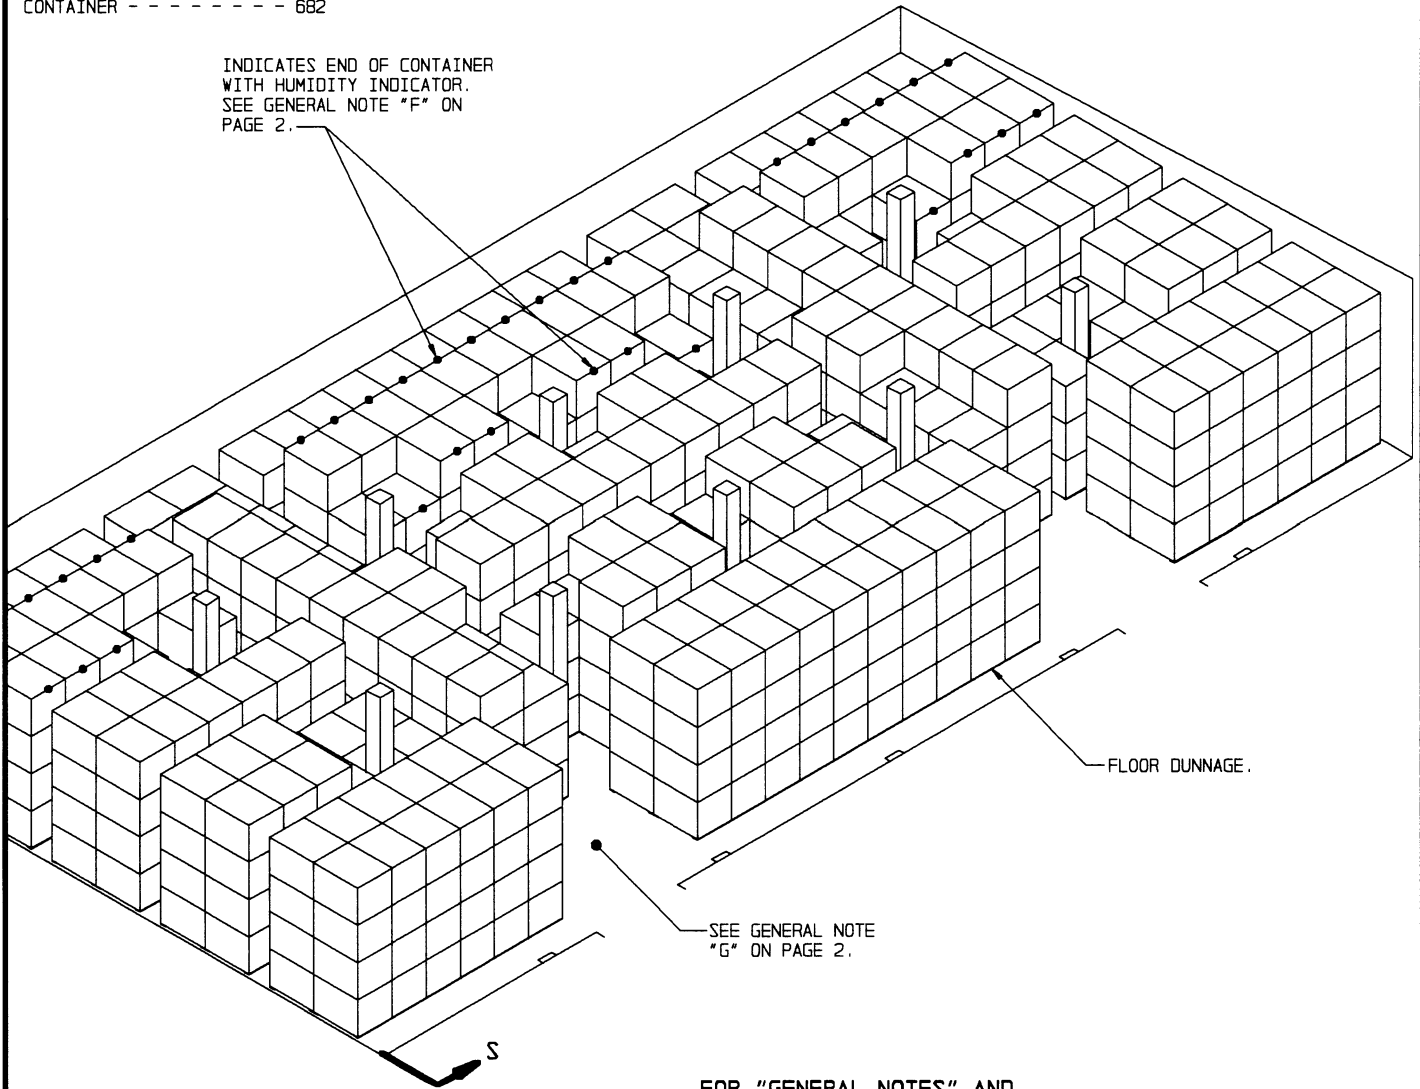 CONTAINER - - - - - - - - 682
INDICATES END OF CONTAINER
WITH HUMIDITY INDICATOR.
SEE GENERAL NOTE "F" ON
PAGE 2.
FLOOR DUNNAGE.
SEE GENERAL NOTE
"G" ON PAGE 2.
S
FOR "GENERAL NOTES" AND